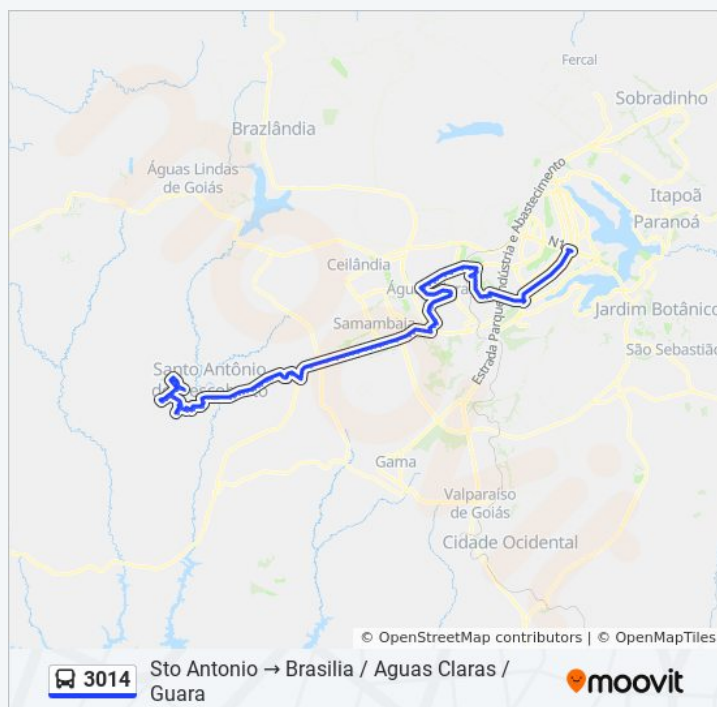 Fercal
Sobradinho
Brazlândia
Águas Lindas
de Goiás
Itapoã
Paranoá
N1
Estrada Parque Indústria e Abastecimento
Ceilândia
Jardim Botânico
Samambaia
São Sebastião
Santo Antônio
Gama
Valparaíso
de Goiás
Cidade Ocidental
© OpenStreetMap contributors | © OpenMapTiles
3014
Sto Antonio → Brasilia / Aguas Claras /
Guara
moovit